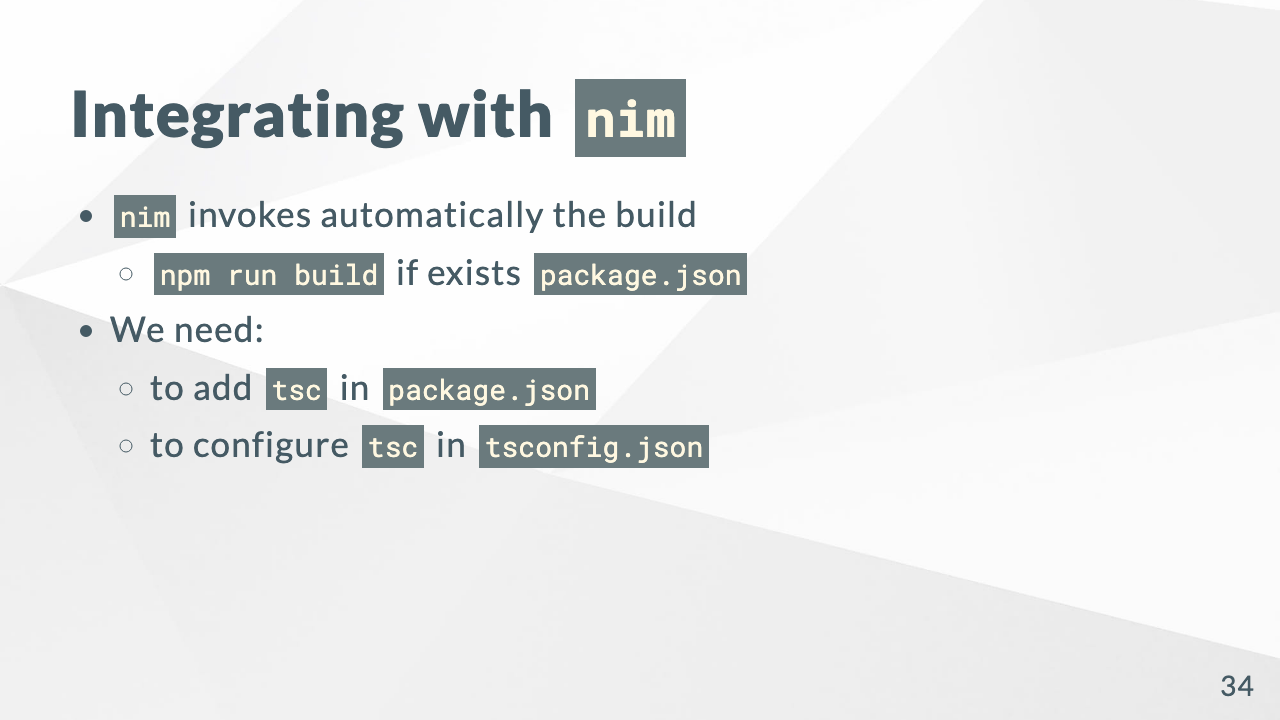 Integrating with nim
nim invokes automatically the build
npm run build if exists package.json
We need:
to add tsc in package.json
to configure tsc in tsconfig.json
34